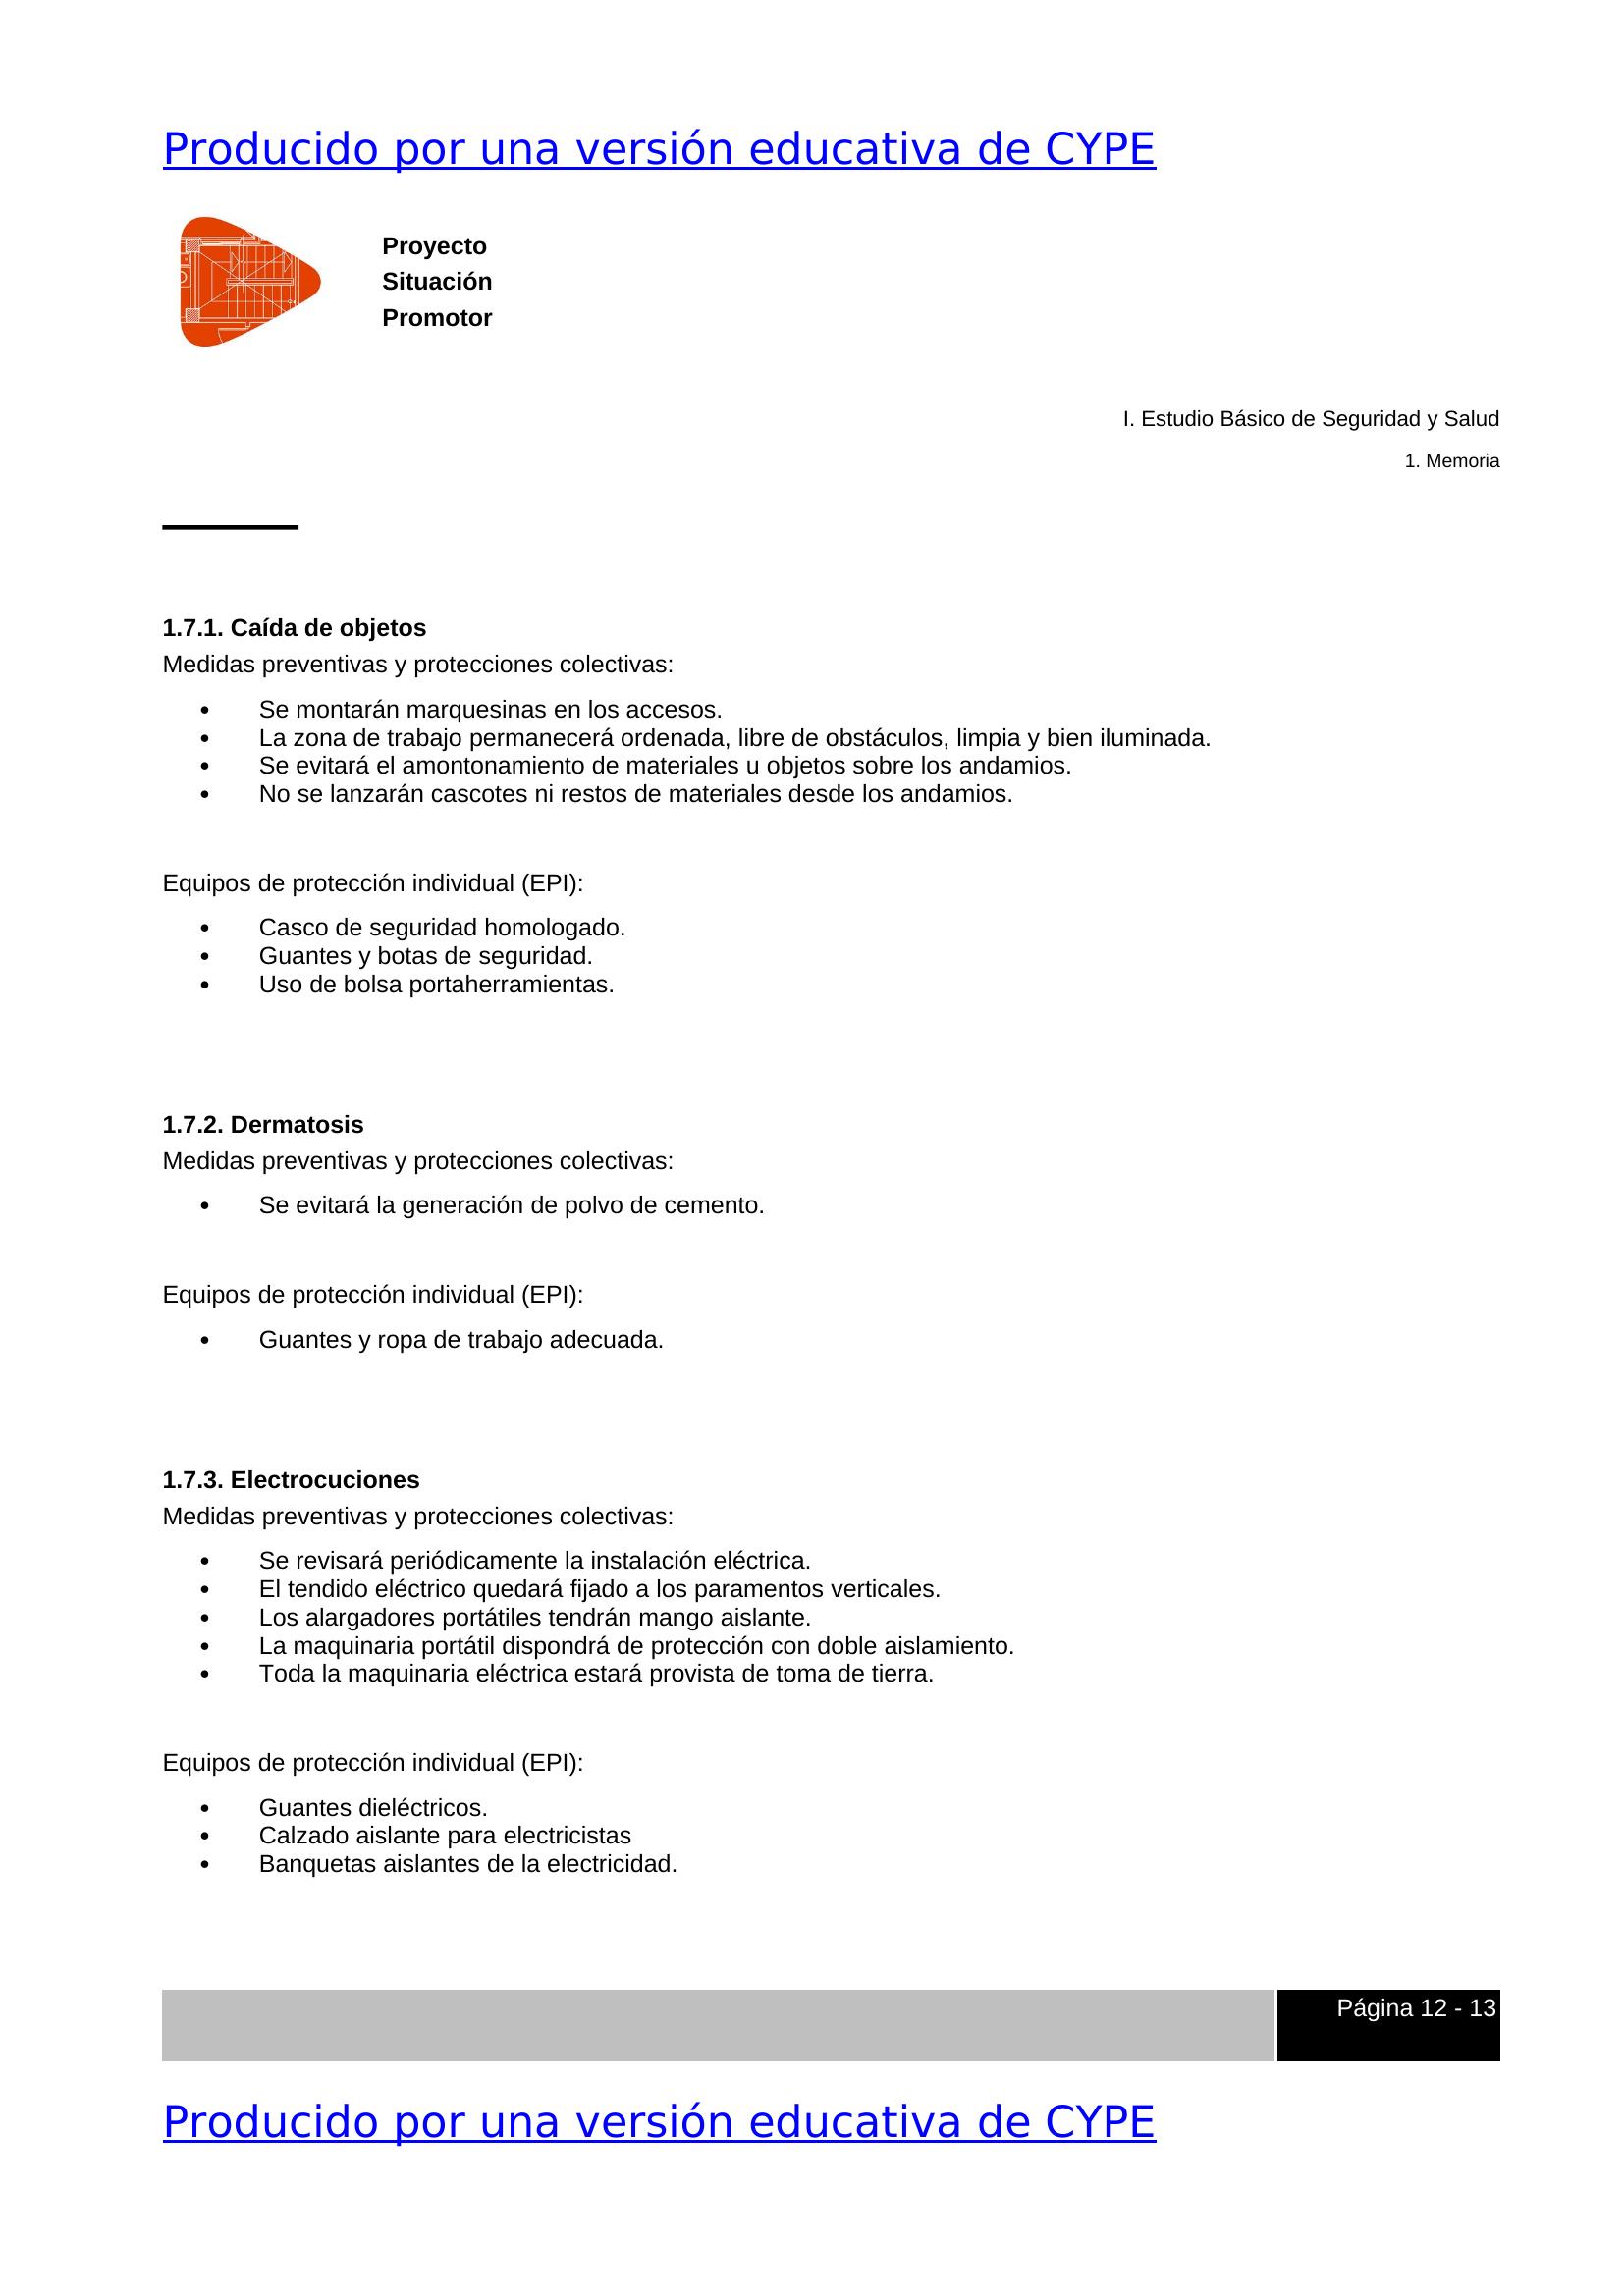 Producido por una versión educativa de CYPE
Proyecto
Situación
Promotor
I. Estudio Básico de Seguridad y Salud
1. Memoria
1.7.1. Caída de objetos
Medidas preventivas y protecciones colectivas:
• Se montarán marquesinas en los accesos.
• La zona de trabajo permanecerá ordenada, libre de obstáculos, limpia y bien iluminada.
• Se evitará el amontonamiento de materiales u objetos sobre los andamios.
• No se lanzarán cascotes ni restos de materiales desde los andamios.
Equipos de protección individual (EPI):
• Casco de seguridad homologado.
• Guantes y botas de seguridad.
• Uso de bolsa portaherramientas.
1.7.2. Dermatosis
Medidas preventivas y protecciones colectivas:
• Se evitará la generación de polvo de cemento.
Equipos de protección individual (EPI):
• Guantes y ropa de trabajo adecuada.
1.7.3. Electrocuciones
Medidas preventivas y protecciones colectivas:
• Se revisará periódicamente la instalación eléctrica.
• El tendido eléctrico quedará fijado a los paramentos verticales.
• Los alargadores portátiles tendrán mango aislante.
• La maquinaria portátil dispondrá de protección con doble aislamiento.
• Toda la maquinaria eléctrica estará provista de toma de tierra.
Equipos de protección individual (EPI):
• Guantes dieléctricos.
• Calzado aislante para electricistas
• Banquetas aislantes de la electricidad.
Página 12 - 13
Producido por una versión educativa de CYPE